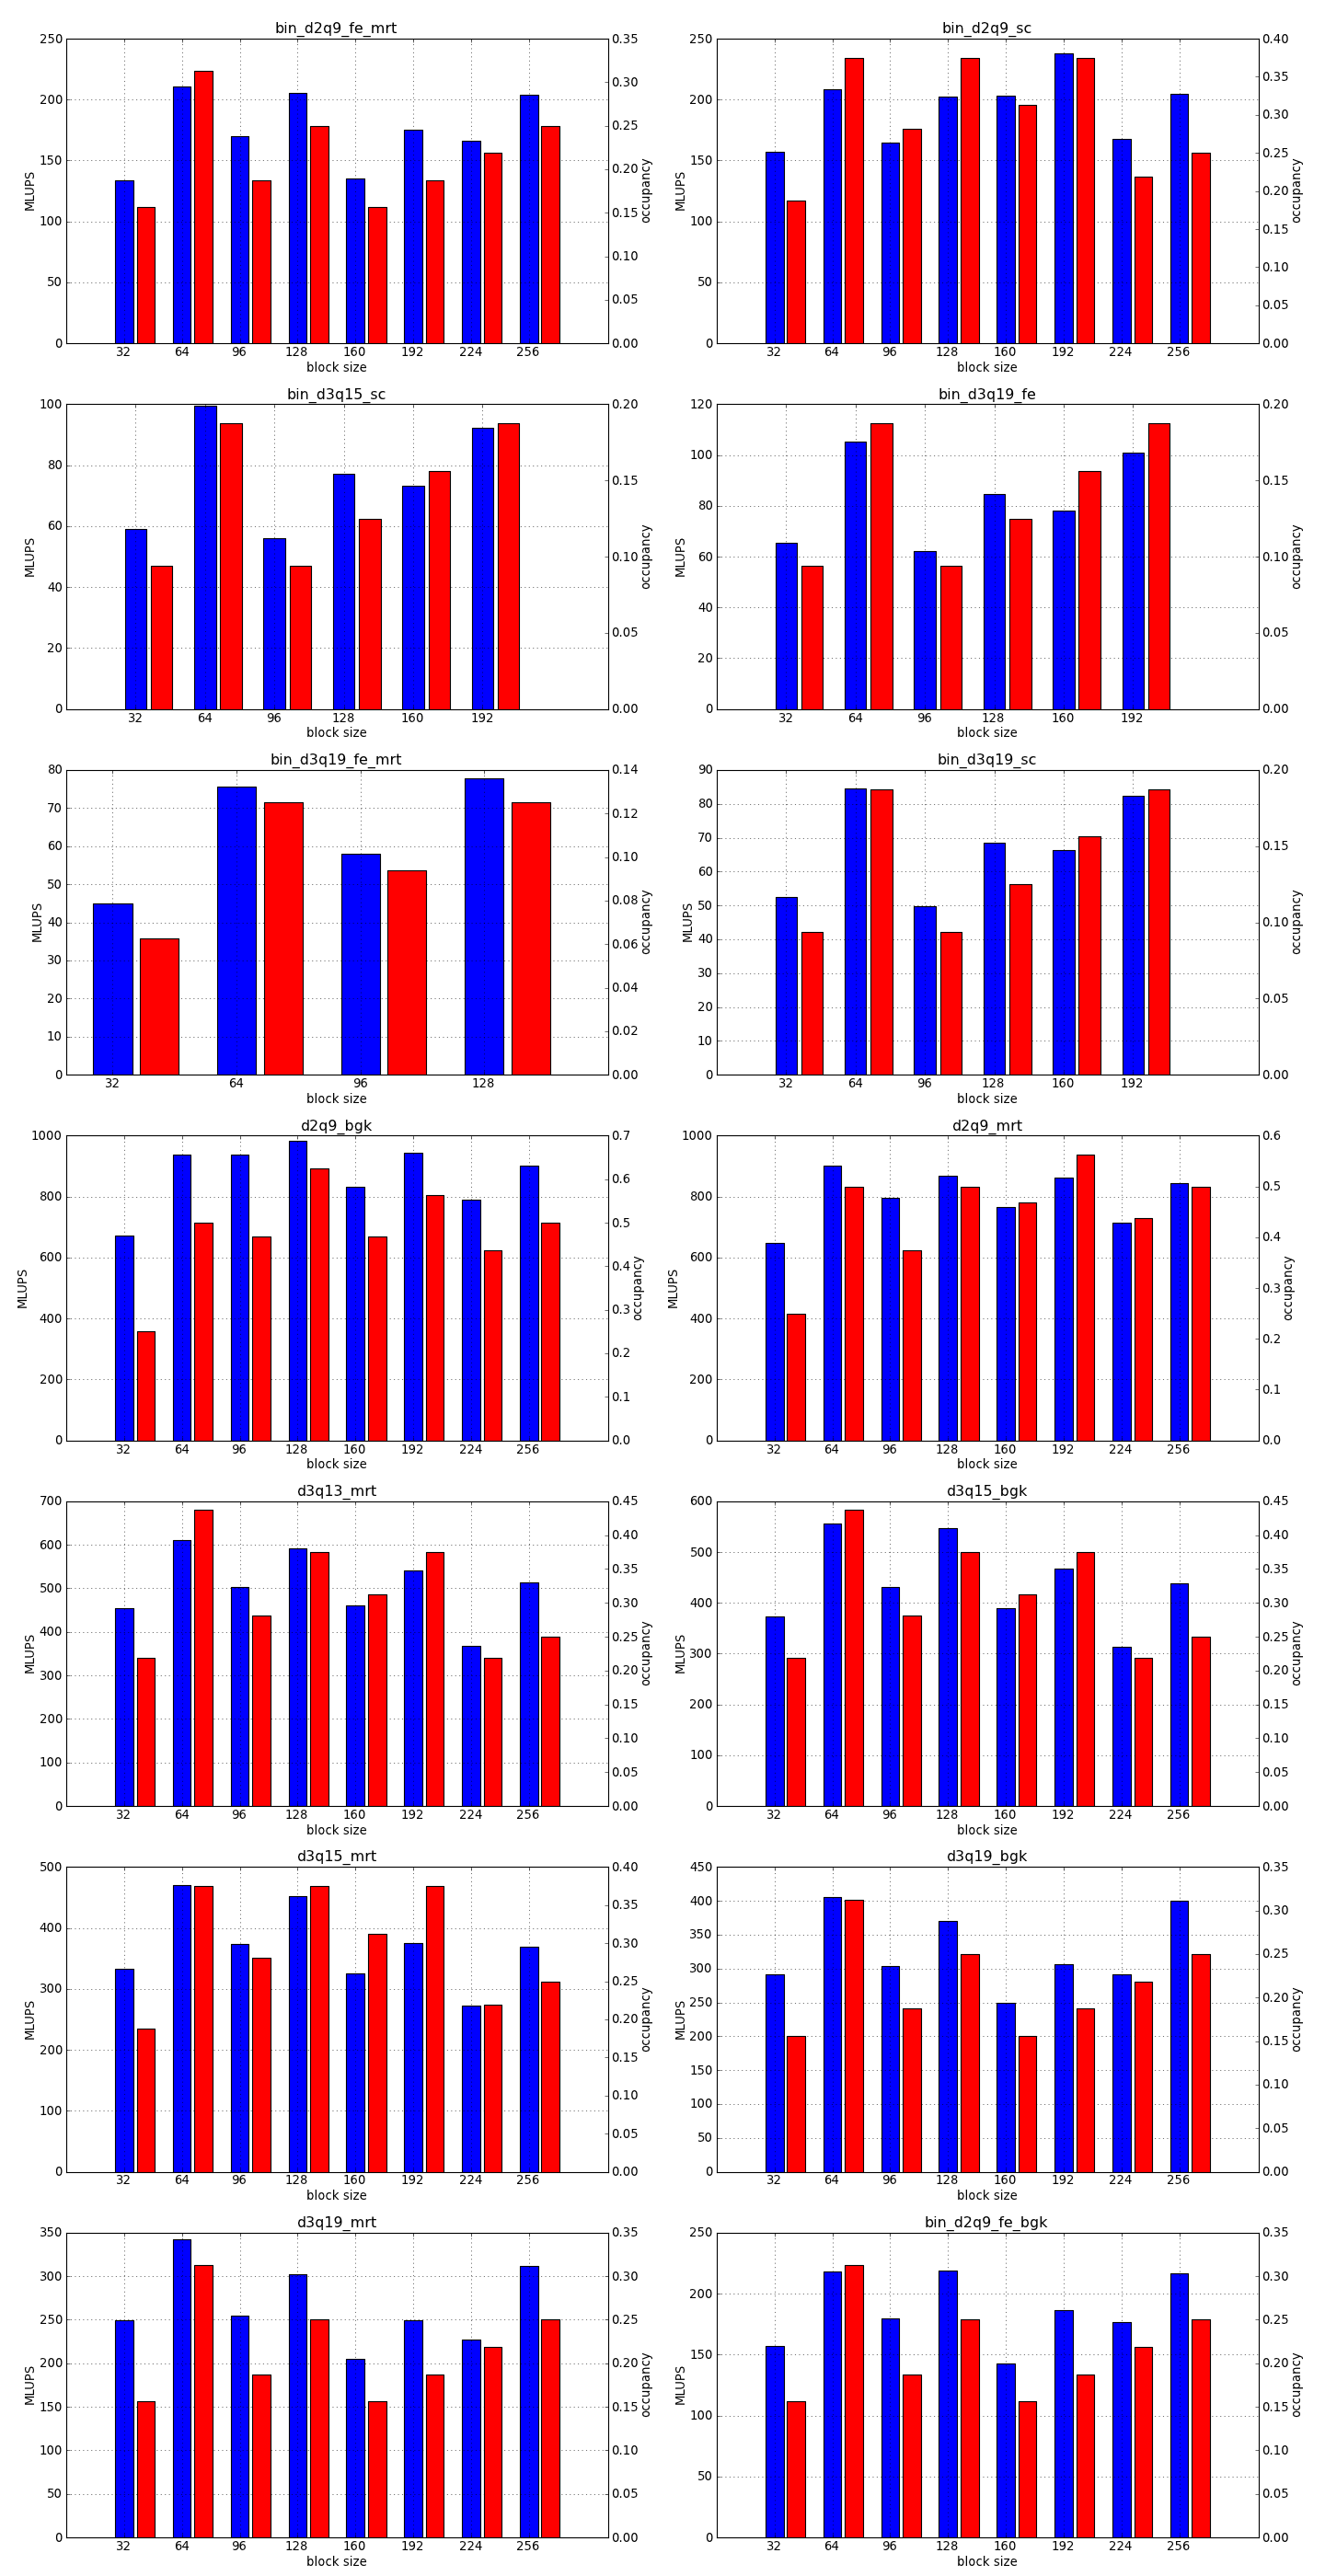 bin_d2q9_fe_mrt
250
200
150
100
50
0
MLUPS
0.35
0.30
0.25
0.20
0.15
0.10
0.05
0.00
occupancy
32 64 96 128 160 192 224 256
block size
bin_d2q9_sc
250
200
150
100
50
0
MLUPS
0.40
0.35
0.30
0.25
0.20
0.15
0.10
0.05
0.00
occupancy
32 64 96 128 160 192 224 256
block size
bin_d3q15_sc
100
80
60
40
20
0
MLUPS
0.20
0.15
0.10
0.05
0.00
occupancy
32 64 96 128 160 192
block size
bin_d3q19_fe
120
100
80
60
40
20
0
MLUPS
0.20
0.15
0.10
0.05
0.00
occupancy
32 64 96 128 160 192
block size
bin_d3q19_fe_mrt
80
70
60
50
40
30
20
10
0
MLUPS
0.14
0.12
0.10
0.08
0.06
0.04
0.02
0.00
occupancy
32 64 96 128
block size
bin_d3q19_sc
90
80
70
60
50
40
30
20
10
0
MLUPS
0.20
0.15
0.10
0.05
0.00
occupancy
32 64 96 128 160 192
block size
d2q9_bgk
1000
800
600
400
200
0
MLUPS
0.7
0.6
0.5
0.4
0.3
0.2
0.1
0.0
occupancy
32 64 96 128 160 192 224 256
block size
d2q9_mrt
1000
800
600
400
200
0
MLUPS
0.6
0.5
0.4
0.3
0.2
0.1
0.0
occupancy
32 64 96 128 160 192 224 256
block size
d3q13_mrt
700
600
500
400
300
200
100
0
MLUPS
0.45
0.40
0.35
0.30
0.25
0.20
0.15
0.10
0.05
0.00
occupancy
32 64 96 128 160 192 224 256
block size
d3q15_bgk
600
500
400
300
200
100
0
MLUPS
0.45
0.40
0.35
0.30
0.25
0.20
0.15
0.10
0.05
0.00
occupancy
32 64 96 128 160 192 224 256
block size
d3q15_mrt
500
400
300
200
100
0
MLUPS
0.40
0.35
0.30
0.25
0.20
0.15
0.10
0.05
0.00
occupancy
32 64 96 128 160 192 224 256
block size
d3q19_bgk
450
400
350
300
250
200
150
100
50
0
MLUPS
0.35
0.30
0.25
0.20
0.15
0.10
0.05
0.00
occupancy
32 64 96 128 160 192 224 256
block size
d3q19_mrt
350
300
250
200
150
100
50
0
MLUPS
0.35
0.30
0.25
0.20
0.15
0.10
0.05
0.00
occupancy
32 64 96 128 160 192 224 256
block size
bin_d2q9_fe_bgk
250
200
150
100
50
0
MLUPS
0.35
0.30
0.25
0.20
0.15
0.10
0.05
0.00
occupancy
32 64 96 128 160 192 224 256
block size